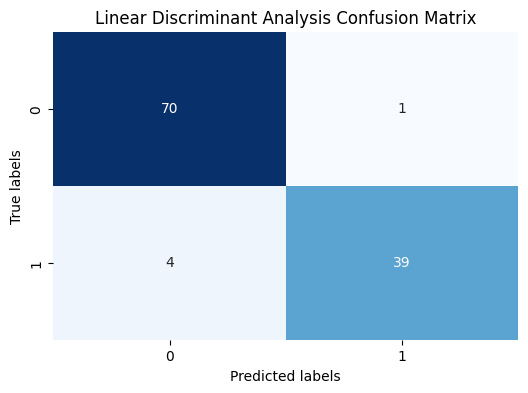 Linear Discriminant Analysis Confusion Matrix
0
70
1
True labels
1
4
39
0
1
Predicted labels